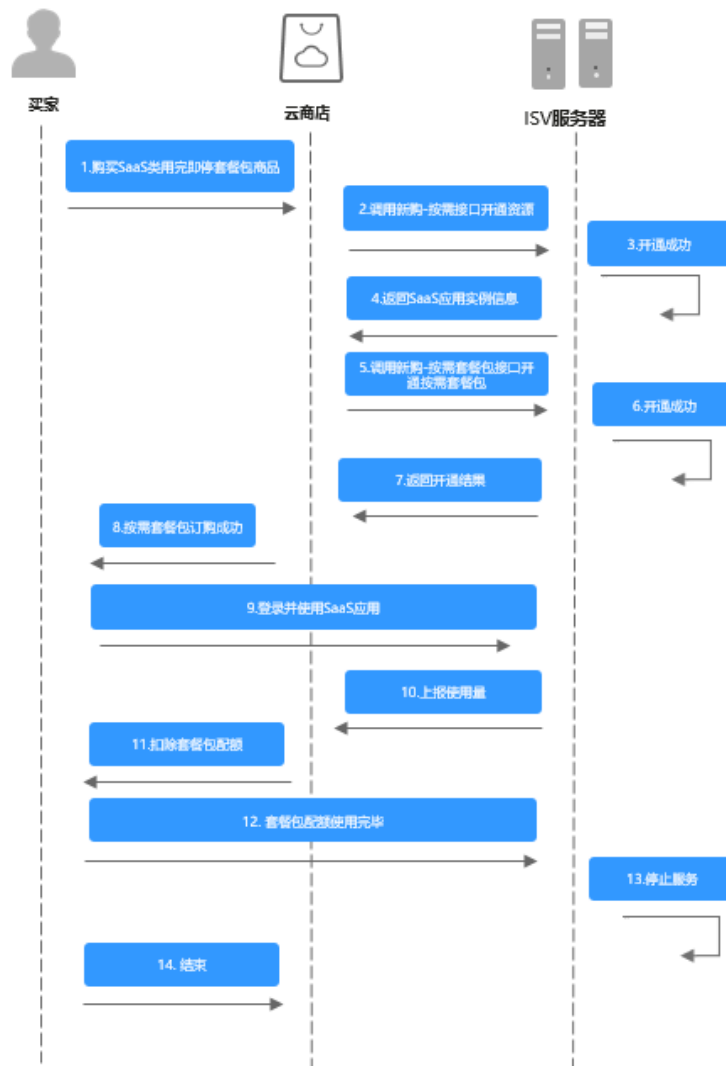 买家
云商店
ISV服务器
1.购买SaaS类用完即停套餐包商品
2.调用新购-按需接口开通资源
3.开通成功
4.返回SaaS应用实例信息
5.调用新购-按需套餐包接口开
通按需套餐包
6.开通成功
7.返回开通结果
8.按需套餐包订购成功
9.登录并使用SaaS应用
10.上报使用量
11.扣除套餐包配额
12. 套餐包配额使用完毕
13.停止服务
14. 结束